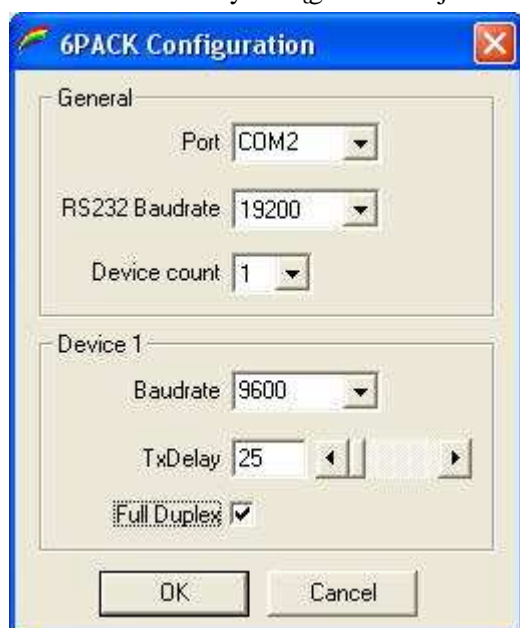 6PACK Configuration
General
Port COM2
RS232 Baudrate 19200
Device count 1
Device 1
Baudrate 9600
TxDelay 25
Full Duplex
OK Cancel